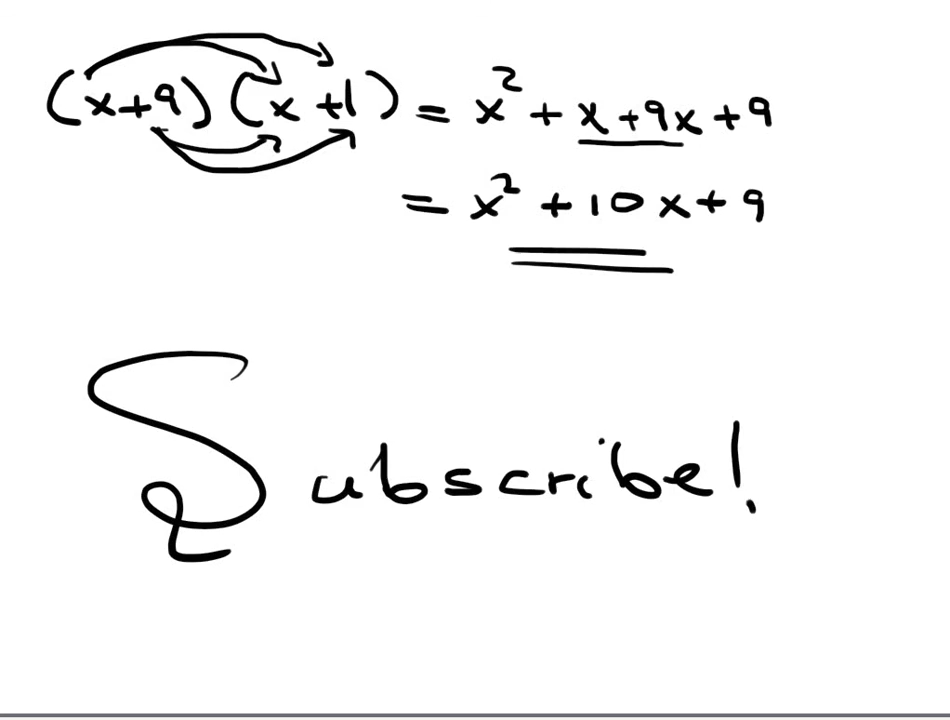 (x+9)(x+1) = x² + x+9x+9
= x² +10x+9
Subscribe!